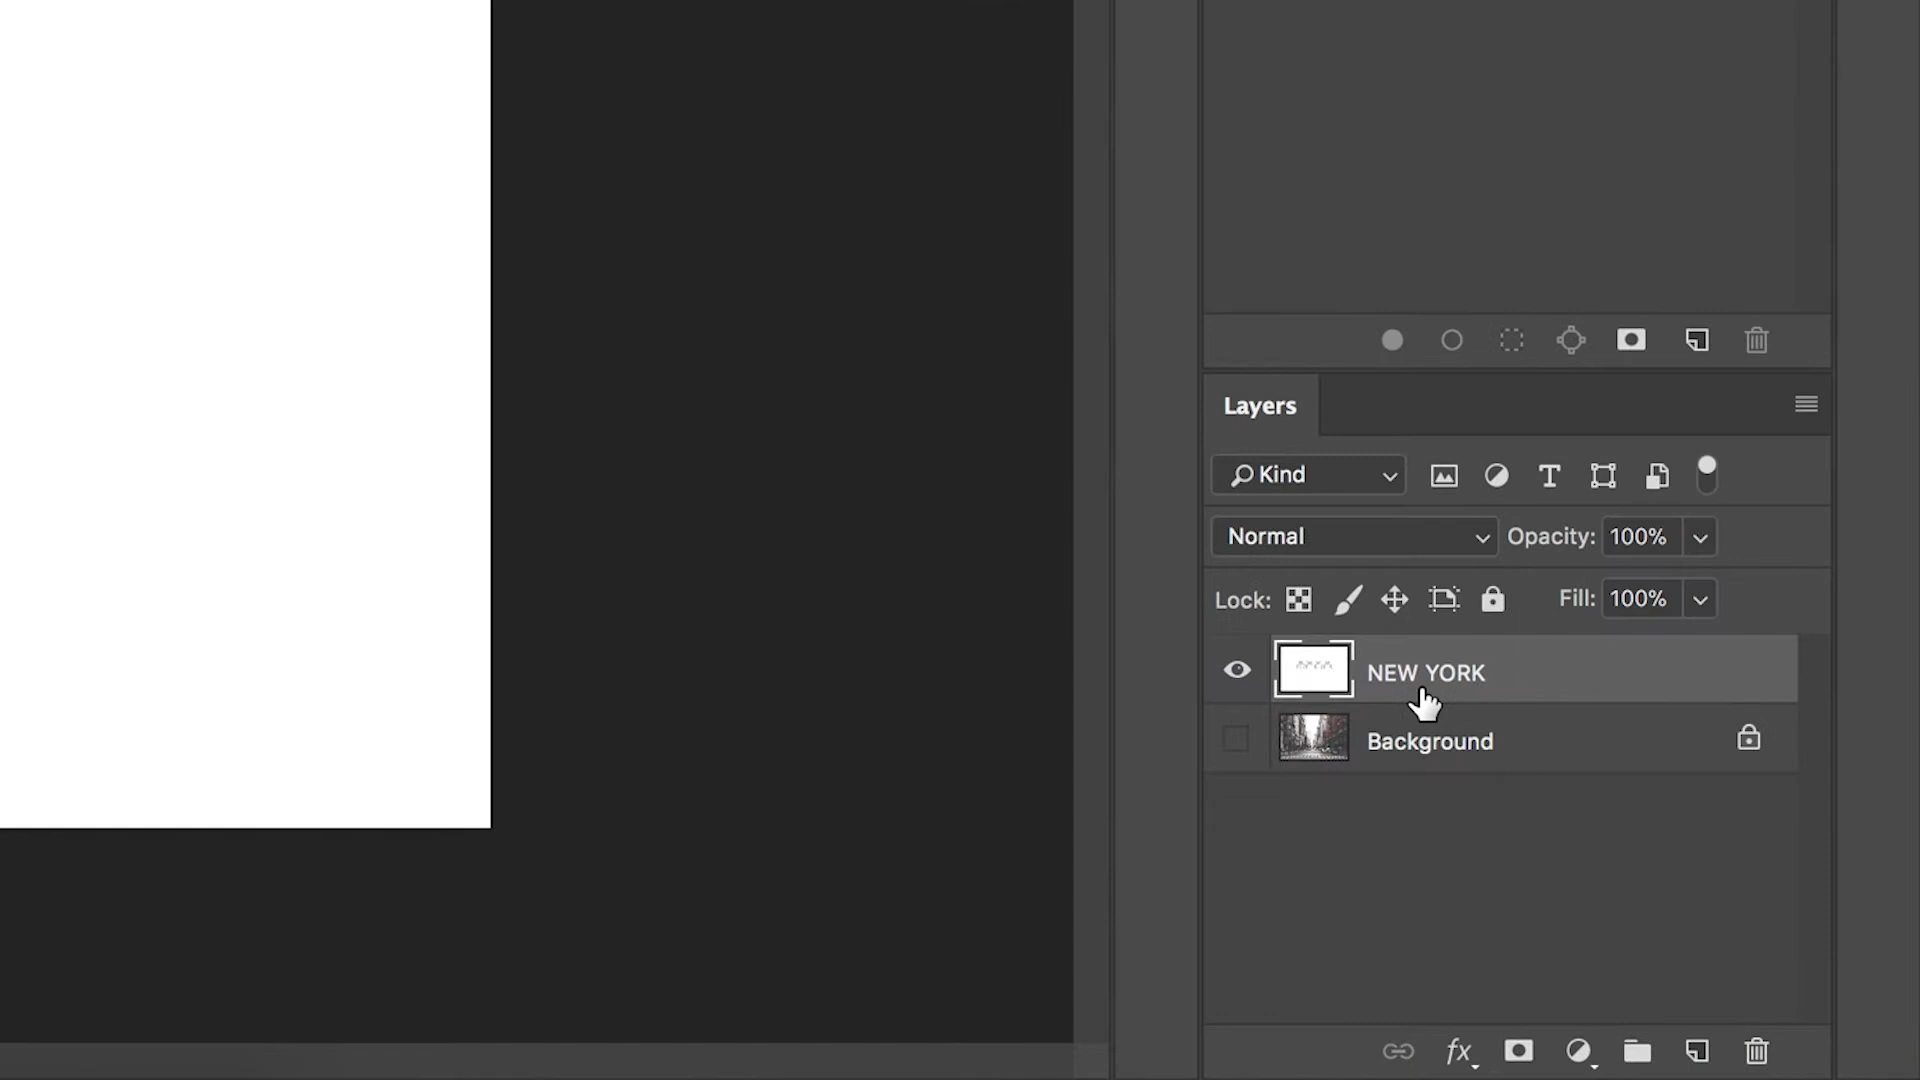 Layers
Kind
Normal Opacity: 100%
Lock: Fill: 100%
NEW YORK
Background
fx